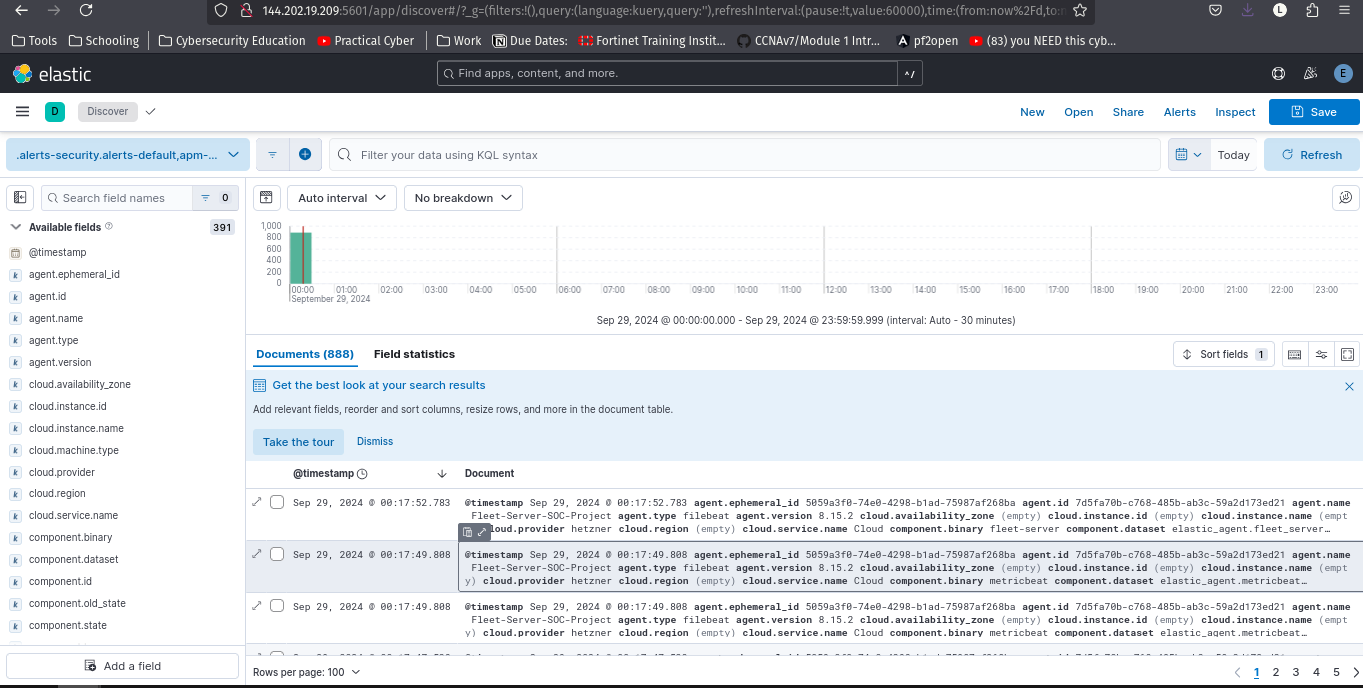 144.202.19.209:5601/app/discover#/?_g=(filters:!(),query:(language:kuery,query:''),refreshInterval:(pause:!t,value:60000),time:(from:now%2Fd,to:n
L
Tools Schooling Cybersecurity Education Practical Cyber Work Due Dates: Fortinet Training Instit... CCNAv7/Module 1 Intr... pf2open (83) you NEED this cyb...
elastic Find apps, content, and more. ^/ E
D Discover New Open Share Alerts Inspect Save
.alerts-security.alerts-default,apm-... Filter your data using KQL syntax Today Refresh
Search field names 0 Auto interval No breakdown
Available fields 391
@timestamp
agent.ephemeral_id
agent.id
agent.name
agent.type
agent.version
cloud.availability_zone
cloud.instance.id
cloud.instance.name
cloud.machine.type
cloud.provider
cloud.region
cloud.service.name
component.binary
component.dataset
component.id
component.old_state
component.state
Add a field
1,000
800
600
400
200
0
00:00 01:00 02:00 03:00 04:00 05:00 06:00 07:00 08:00 09:00 10:00 11:00 12:00 13:00 14:00 15:00 16:00 17:00 18:00 19:00 20:00 21:00 22:00 23:00
September 29, 2024
Sep 29, 2024 @ 00:00:00.000 - Sep 29, 2024 @ 23:59:59.999 (interval: Auto - 30 minutes)
Documents (888) Field statistics Sort fields 1
Get the best look at your search results
Add relevant fields, reorder and sort columns, resize rows, and more in the document table.
Take the tour Dismiss
@timestamp Document
Sep 29, 2024 @ 00:17:52.783 @timestamp Sep 29, 2024 @ 00:17:52.783 agent.ephemeral_id 5059a3f0-74e0-4298-b1ad-75987af268ba agent.id 7d5fa70b-c768-485b-ab3c-59a2d173ed21 agent.name
Fleet-Server-SOC-Project agent.type filebeat agent.version 8.15.2 cloud.availability_zone (empty) cloud.instance.id (empty) cloud.instance.name (empt
cloud.provider hetzner cloud.region (empty) cloud.service.name Cloud component.binary fleet-server component.dataset elastic_agent.fleet_server…
Sep 29, 2024 @ 00:17:49.808 @timestamp Sep 29, 2024 @ 00:17:49.808 agent.ephemeral_id 5059a3f0-74e0-4298-b1ad-75987af268ba agent.id 7d5fa70b-c768-485b-ab3c-59a2d173ed21 agent.name
Fleet-Server-SOC-Project agent.type filebeat agent.version 8.15.2 cloud.availability_zone (empty) cloud.instance.id (empty) cloud.instance.name (empt
y) cloud.provider hetzner cloud.region (empty) cloud.service.name Cloud component.binary metricbeat component.dataset elastic_agent.metricbeat…
Sep 29, 2024 @ 00:17:49.808 @timestamp Sep 29, 2024 @ 00:17:49.808 agent.ephemeral_id 5059a3f0-74e0-4298-b1ad-75987af268ba agent.id 7d5fa70b-c768-485b-ab3c-59a2d173ed21 agent.name
Fleet-Server-SOC-Project agent.type filebeat agent.version 8.15.2 cloud.availability_zone (empty) cloud.instance.id (empty) cloud.instance.name (empt
y) cloud.provider hetzner cloud.region (empty) cloud.service.name Cloud component.binary metricbeat component.dataset elastic_agent.metricbeat…
Rows per page: 100 1 2 3 4 5